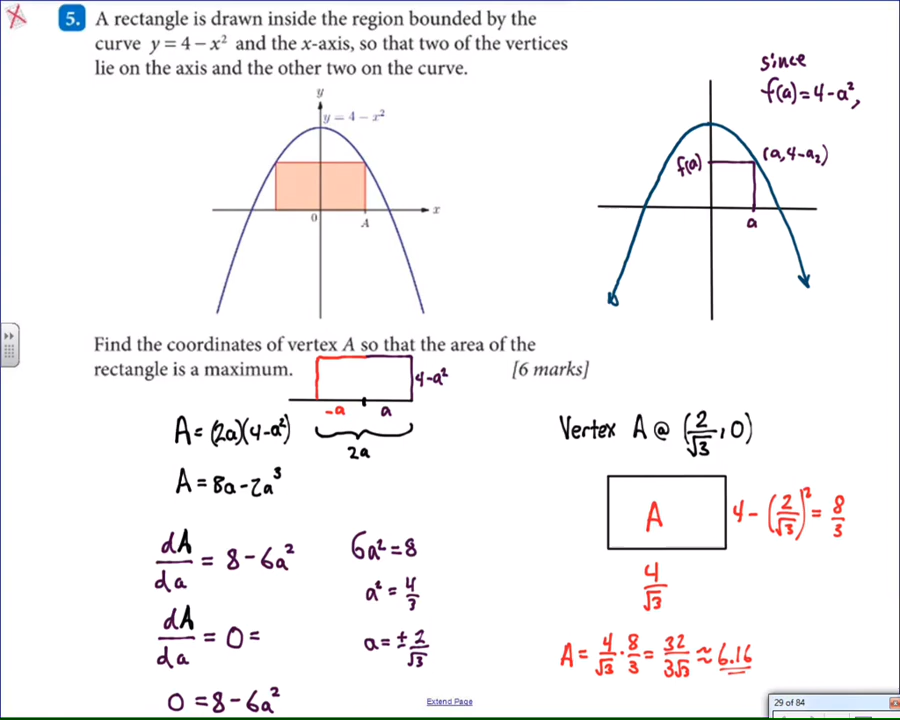 5. A rectangle is drawn inside the region bounded by the
curve y = 4 – x² and the x-axis, so that two of the vertices
lie on the axis and the other two on the curve.
since
f(a)=4-a²,
y
y = 4 – x²
0
A
x
f(a)
(a, 4-a₂)
a
Find the coordinates of vertex A so that the area of the
rectangle is a maximum.
[6 marks]
4-a²
-a
a
2a
A = (2a)(4-a²)
A = 8a - 2a³
dA/da = 8 - 6a²
dA/da = 0 =
0 = 8 - 6a²
6a² = 8
a² = 4/3
a = ± 2/√3
Vertex A @ (2/√3, 0)
A
4 - (2/√3)² = 8/3
4/√3
A = 4/√3 · 8/3 = 32/3√3 ≈ 6.16
Extend Page
29 of 84